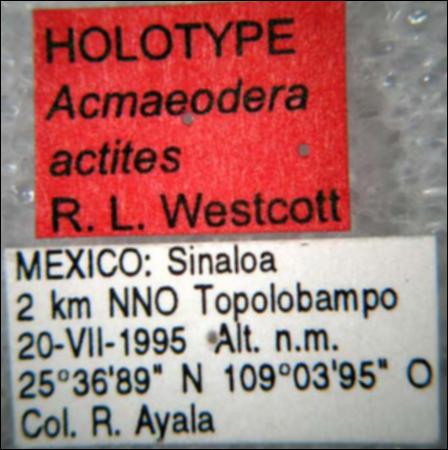 HOLOTYPE
Acmaeodera
actites
R. L. Westcott
MEXICO: Sinaloa
2 km NNO Topolobampo
20-VII-1995 Alt. n.m.
25°36'89" N 109°03'95" O
Col. R. Ayala